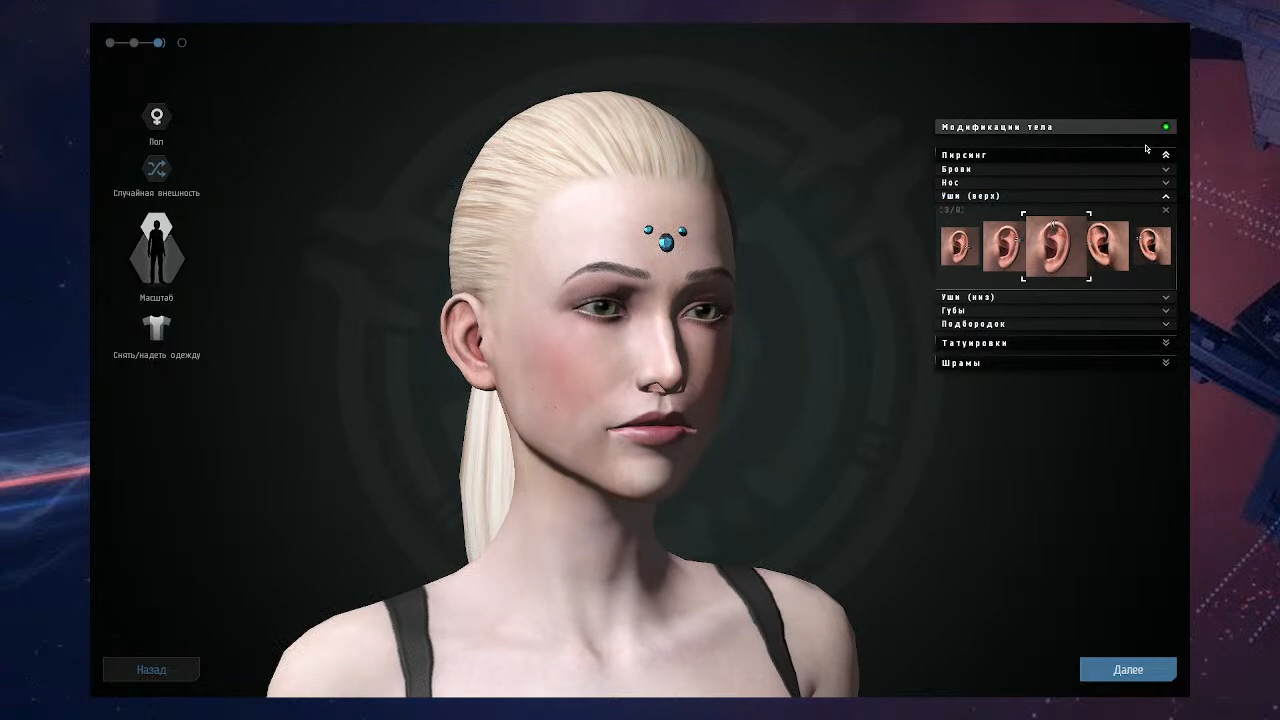 Пол
Случайная внешность
Масштаб
Снять/надеть одежду
Модификации тела
Пирсинг
Брови
Нос
Уши (верх)
Уши (низ)
Губы
Подбородок
Татуировки
Шрамы
Назад
Далее